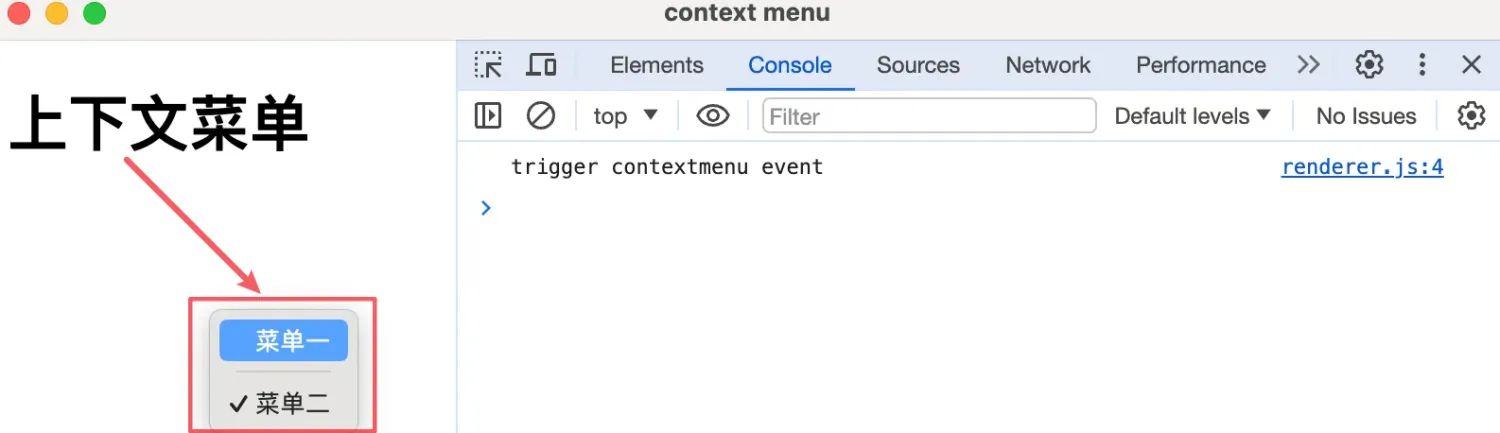 context menu
上下文菜单
菜单一
菜单二
Elements Console Sources Network Performance
top Filter Default levels No Issues
trigger contextmenu event renderer.js:4